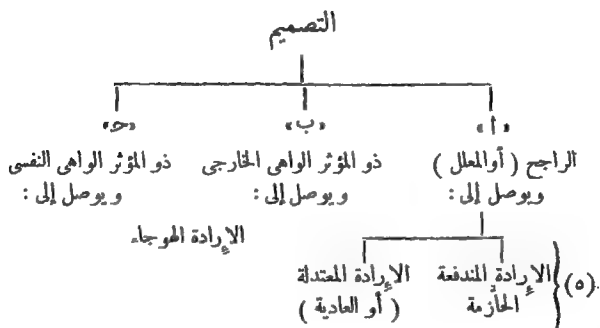 التصميم
«ا» «ب» «حـ»
الراجح ( أو المعلل ) ذو المؤثر الواهى الخارجى ذو المؤثر الواهى النفسى
ويوصل إلى : ويوصل إلى : ويوصل إلى :
الإرادة الهوجاء
(٥) الإرادة المندفعة الإرادة المعتدلة
الحازمة ( أو العادية )